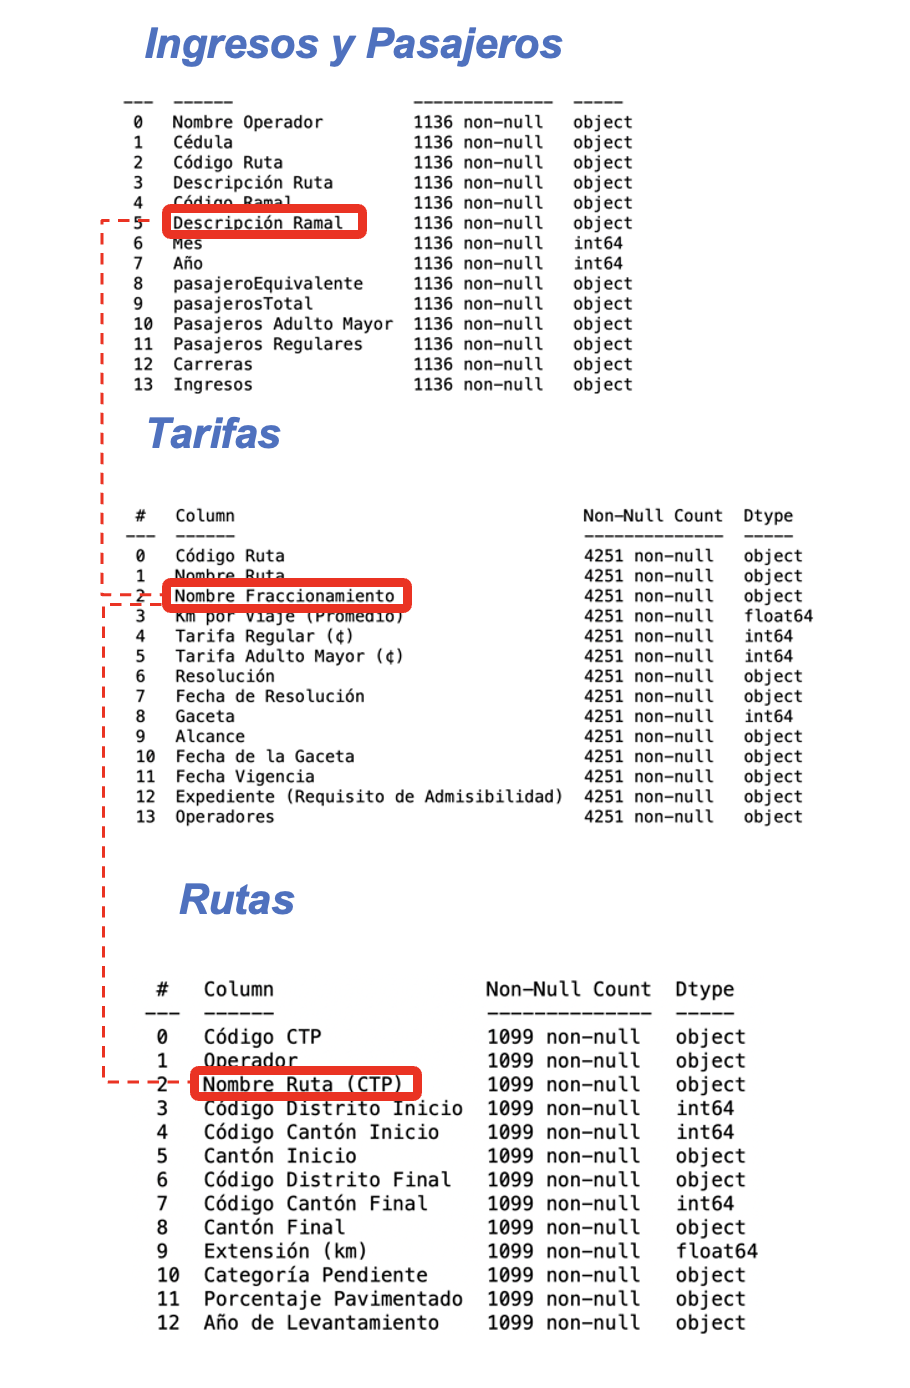 Ingresos y Pasajeros
--- ------ -------------- -----
0 Nombre Operador 1136 non-null object
1 Cédula 1136 non-null object
2 Código Ruta 1136 non-null object
3 Descripción Ruta 1136 non-null object
4 Código Ramal 1136 non-null object
5 Descripción Ramal 1136 non-null object
6 Mes 1136 non-null int64
7 Año 1136 non-null int64
8 pasajeroEquivalente 1136 non-null object
9 pasajerosTotal 1136 non-null object
10 Pasajeros Adulto Mayor 1136 non-null object
11 Pasajeros Regulares 1136 non-null object
12 Carreras 1136 non-null object
13 Ingresos 1136 non-null object
Tarifas
# Column Non-Null Count Dtype
--- ------ -------------- -----
0 Código Ruta 4251 non-null object
1 Nombre Ruta 4251 non-null object
2 Nombre Fraccionamiento 4251 non-null object
3 Km por Viaje (Promedio) 4251 non-null float64
4 Tarifa Regular (¢) 4251 non-null int64
5 Tarifa Adulto Mayor (¢) 4251 non-null int64
6 Resolución 4251 non-null object
7 Fecha de Resolución 4251 non-null object
8 Gaceta 4251 non-null int64
9 Alcance 4251 non-null object
10 Fecha de la Gaceta 4251 non-null object
11 Fecha Vigencia 4251 non-null object
12 Expediente (Requisito de Admisibilidad) 4251 non-null object
13 Operadores 4251 non-null object
Rutas
# Column Non-Null Count Dtype
--- ------ -------------- -----
0 Código CTP 1099 non-null object
1 Operador 1099 non-null object
2 Nombre Ruta (CTP) 1099 non-null object
3 Código Distrito Inicio 1099 non-null int64
4 Código Cantón Inicio 1099 non-null int64
5 Cantón Inicio 1099 non-null object
6 Código Distrito Final 1099 non-null object
7 Código Cantón Final 1099 non-null int64
8 Cantón Final 1099 non-null object
9 Extensión (km) 1099 non-null float64
10 Categoría Pendiente 1099 non-null object
11 Porcentaje Pavimentado 1099 non-null object
12 Año de Levantamiento 1099 non-null object